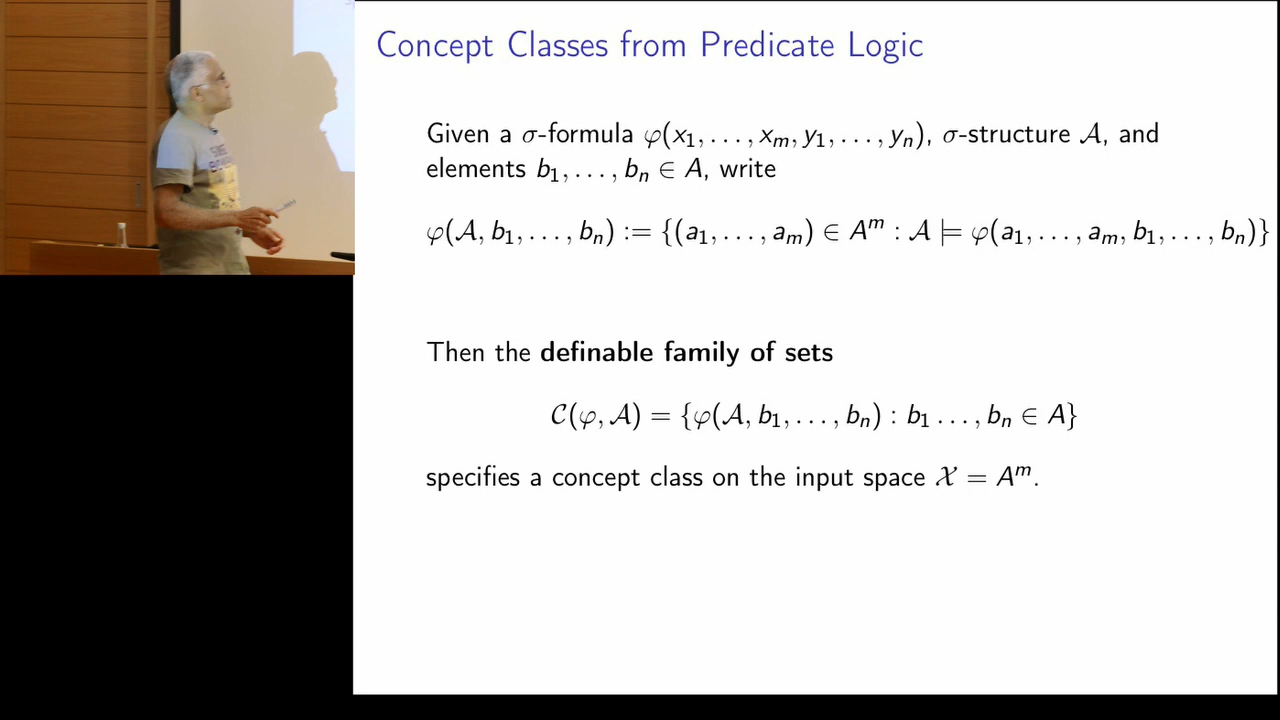 Concept Classes from Predicate Logic
Given a σ-formula φ(x₁, . . . , xₘ, y₁, . . . , yₙ), σ-structure 𝒜, and
elements b₁, . . . , bₙ ∈ A, write
φ(𝒜, b₁, . . . , bₙ) := {(a₁, . . . , aₘ) ∈ Aᵐ : 𝒜 ⊨ φ(a₁, . . . , aₘ, b₁, . . . , bₙ)}
Then the definable family of sets
𝒞(φ, 𝒜) = {φ(𝒜, b₁, . . . , bₙ) : b₁ . . . , bₙ ∈ A}
specifies a concept class on the input space 𝒳 = Aᵐ.